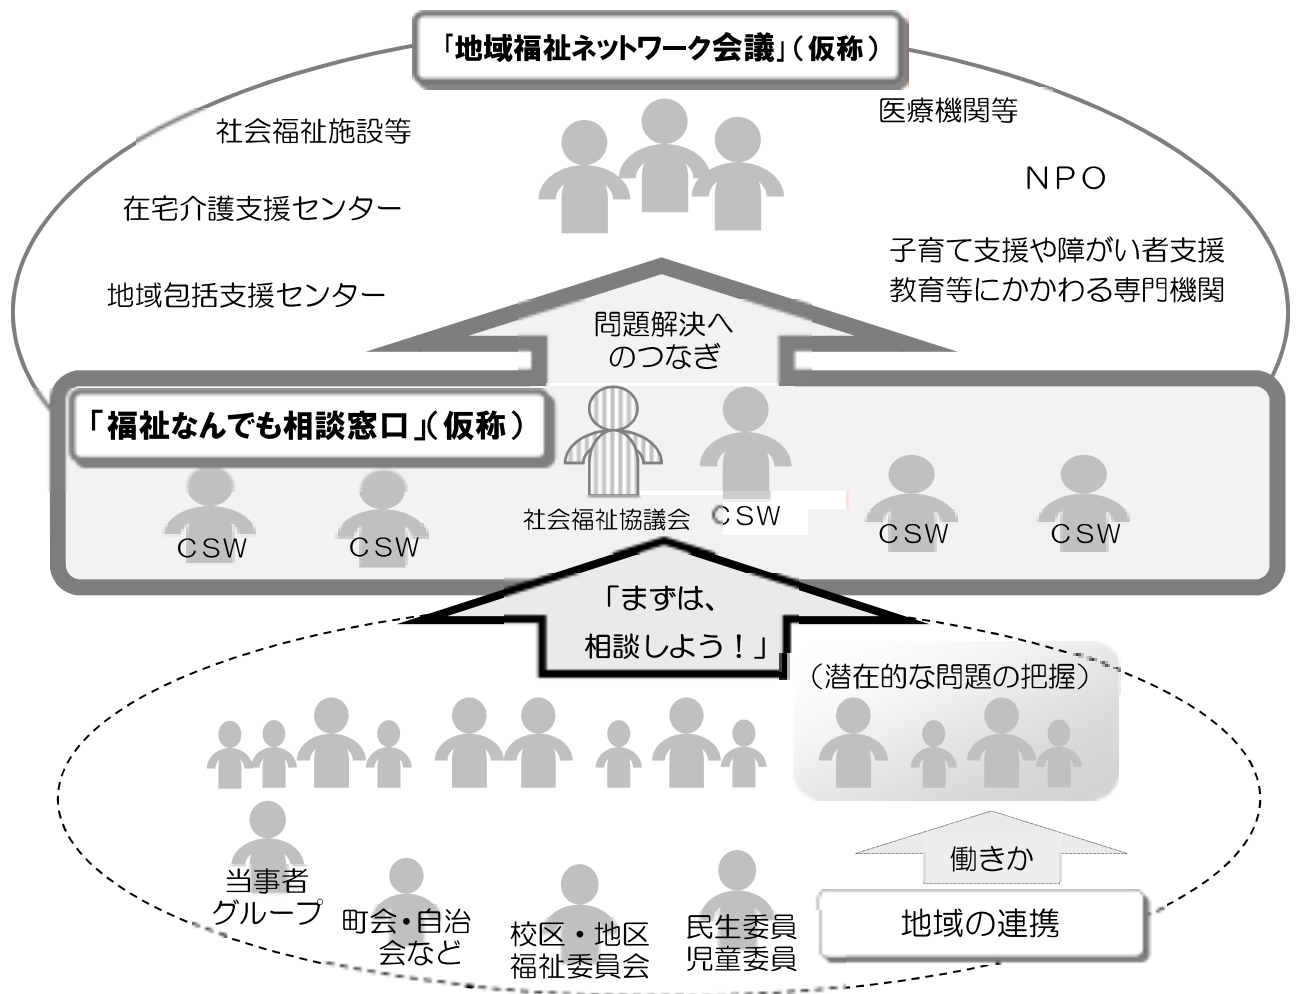 「地域福祉ネットワーク会議」（仮称）
社会福祉施設等
医療機関等
在宅介護支援センター
NPO
地域包括支援センター
子育て支援や障がい者支援
教育等にかかわる専門機関
問題解決へ
のつなぎ
「福祉なんでも相談窓口」（仮称）
CSW
CSW
社会福祉協議会
CSW
CSW
CSW
「まずは、
相談しよう！」
（潜在的な問題の把握）
当事者
グループ
町会・自治
会など
校区・地区
福祉委員会
民生委員
児童委員
働きか
地域の連携